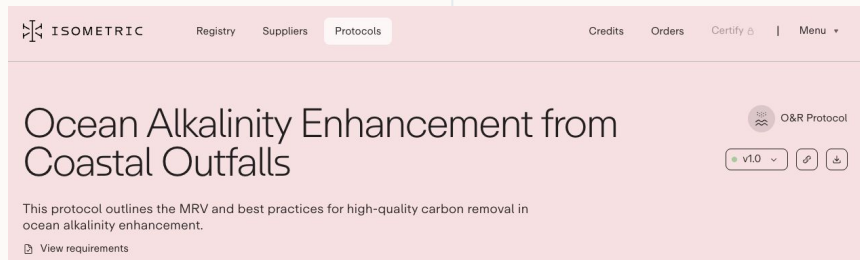 ISOMETRIC Registry Suppliers Protocols Credits Orders Certify | Menu
Ocean Alkalinity Enhancement from
Coastal Outfalls
O&R Protocol
v1.0
This protocol outlines the MRV and best practices for high-quality carbon removal in
ocean alkalinity enhancement.
View requirements